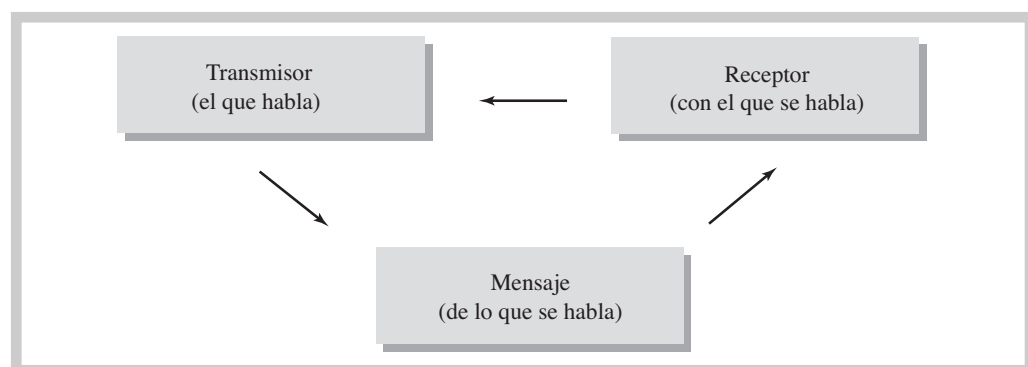 Transmisor
(el que habla)
Receptor
(con el que se habla)
Mensaje
(de lo que se habla)